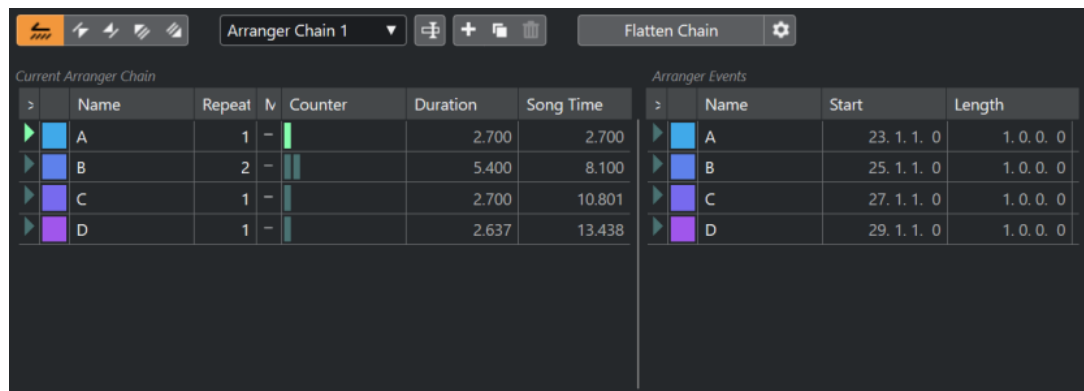 Arranger Chain 1 Flatten Chain
Current Arranger Chain Arranger Events
Name Repeat M Counter Duration Song Time Name Start Length
A 1 – 2.700 2.700 A 23. 1. 1. 0 1. 0. 0. 0
B 2 – 5.400 8.100 B 25. 1. 1. 0 1. 0. 0. 0
C 1 – 2.700 10.801 C 27. 1. 1. 0 1. 0. 0. 0
D 1 – 2.637 13.438 D 29. 1. 1. 0 1. 0. 0. 0